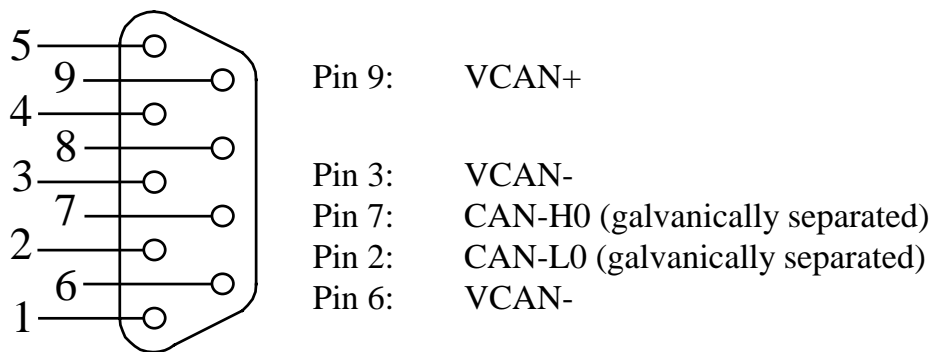 5
9
Pin 9: VCAN+
4
8
3
Pin 3: VCAN-
7
Pin 7: CAN-H0 (galvanically separated)
2
Pin 2: CAN-L0 (galvanically separated)
6
Pin 6: VCAN-
1